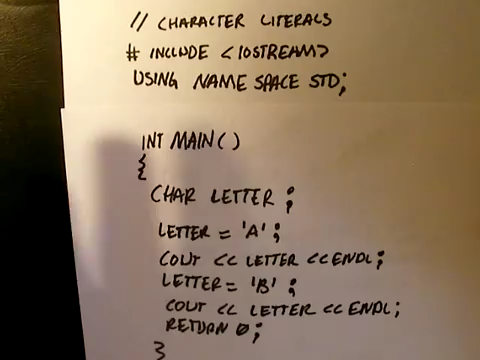 // CHARACTER LITERALS
# INCLUDE <IOSTREAM>
USING NAME SPACE STD;
INT MAIN()
{
CHAR LETTER ;
LETTER = 'A' ;
COUT << LETTER << ENDL;
LETTER = 'B' ;
COUT << LETTER << ENDL;
RETURN 0;
}